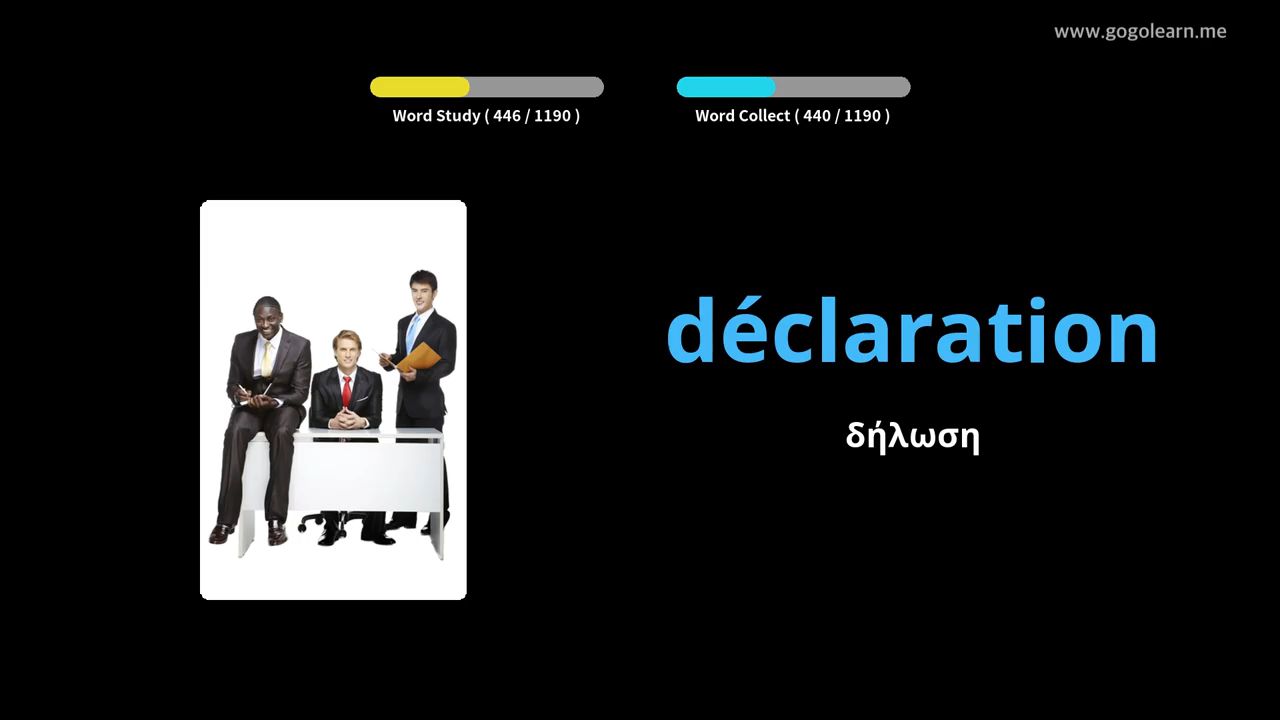 www.gogolearn.me
Word Study ( 446 / 1190 )
Word Collect ( 440 / 1190 )
déclaration
δήλωση